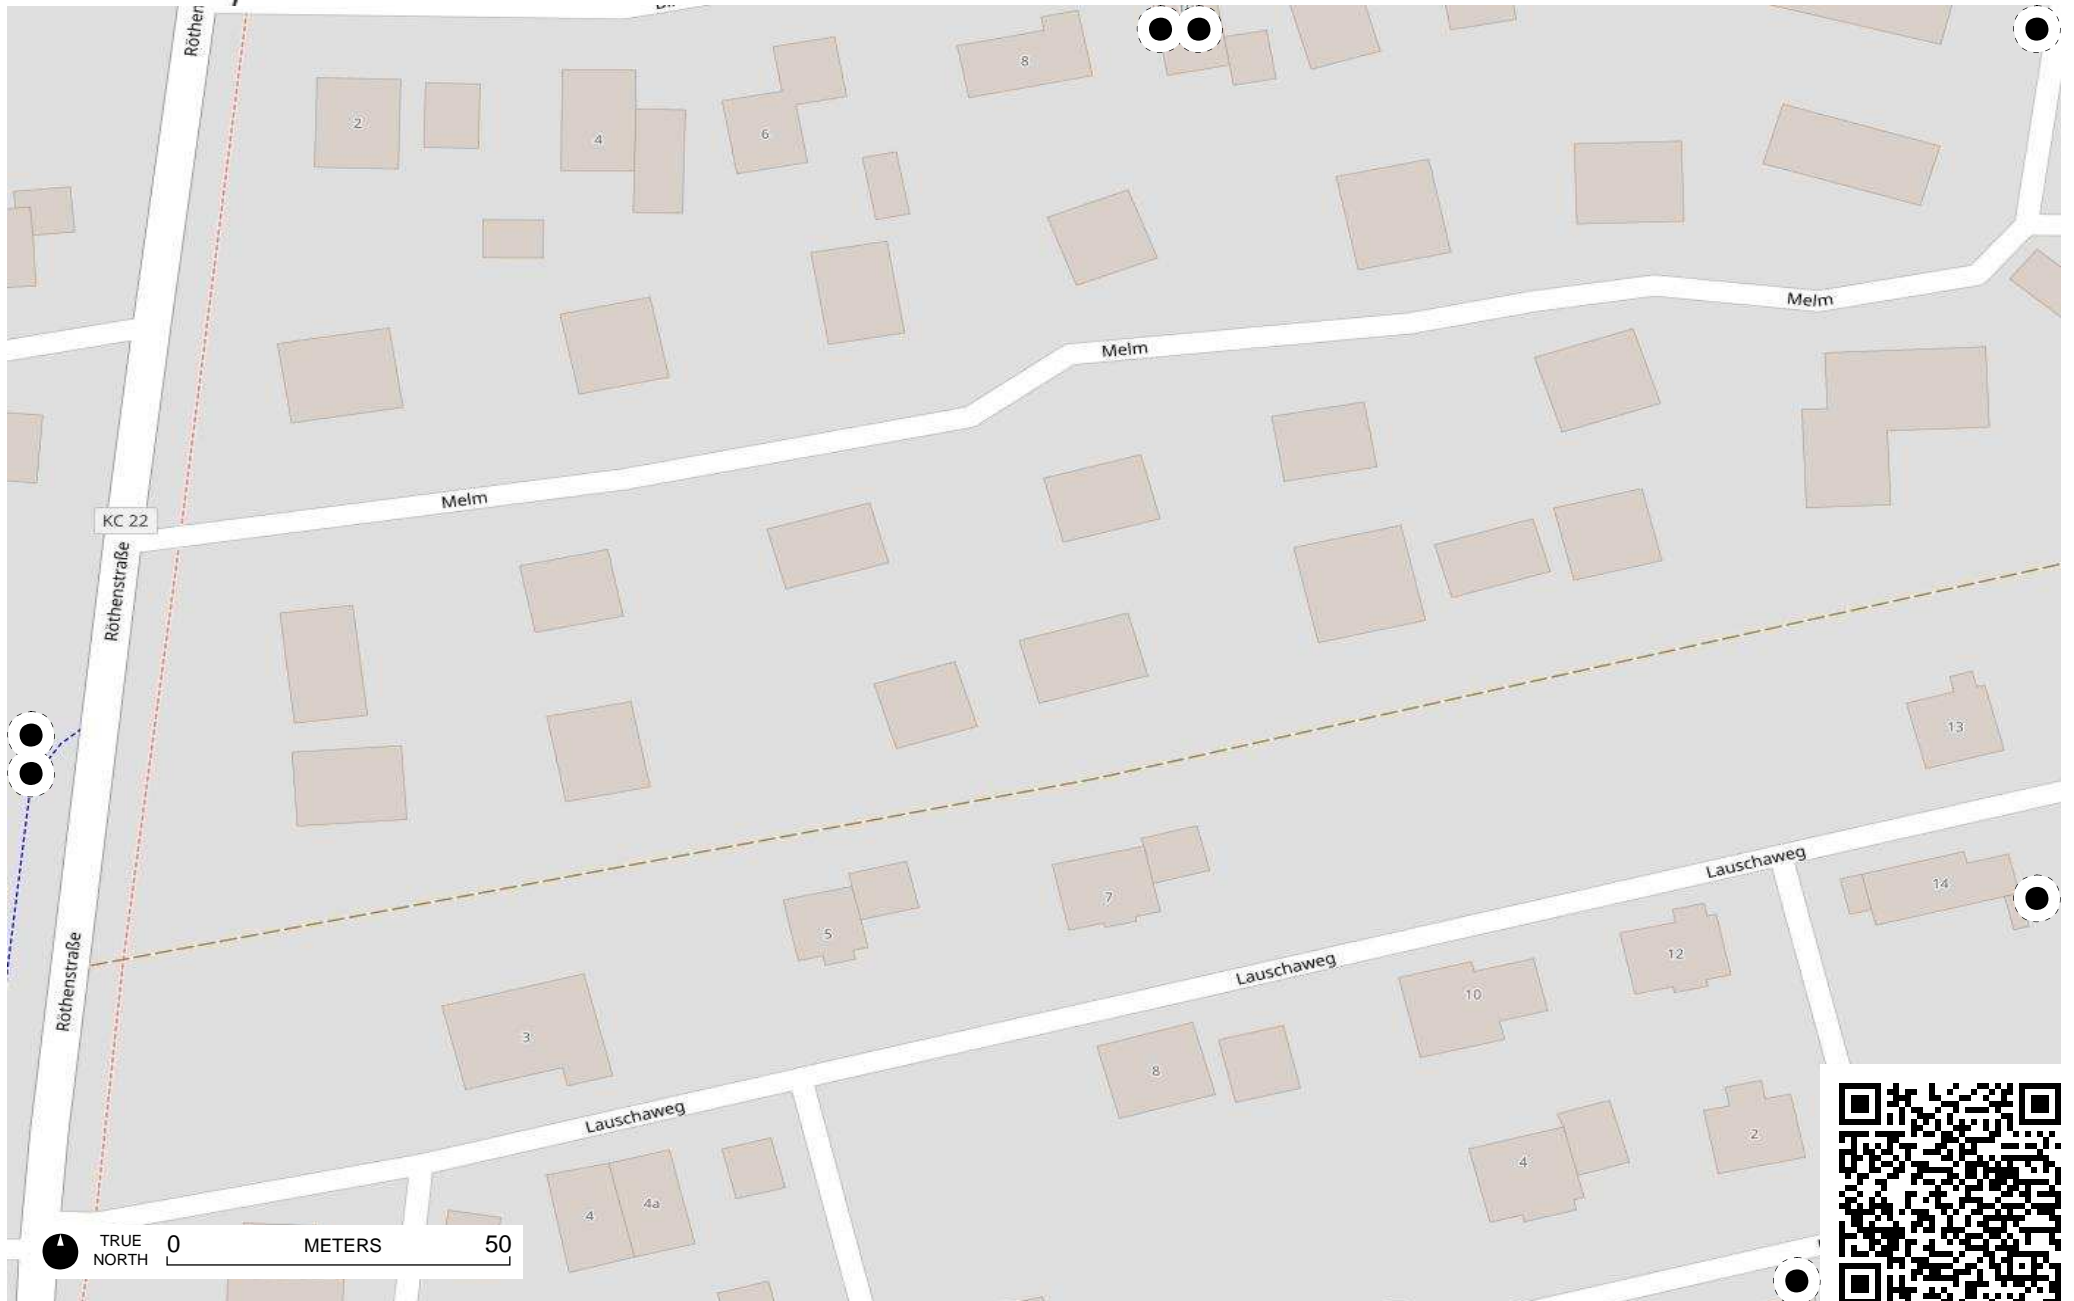 Röthen
8
2
4
6
Melm
Melm
Melm
KC 22
Röthenstraße
13
Lauschaweg
14
7
5
12
Röthenstraße
Lauschaweg
10
3
8
Lauschaweg
2
4
4a
4
TRUE
NORTH
0 METERS 50